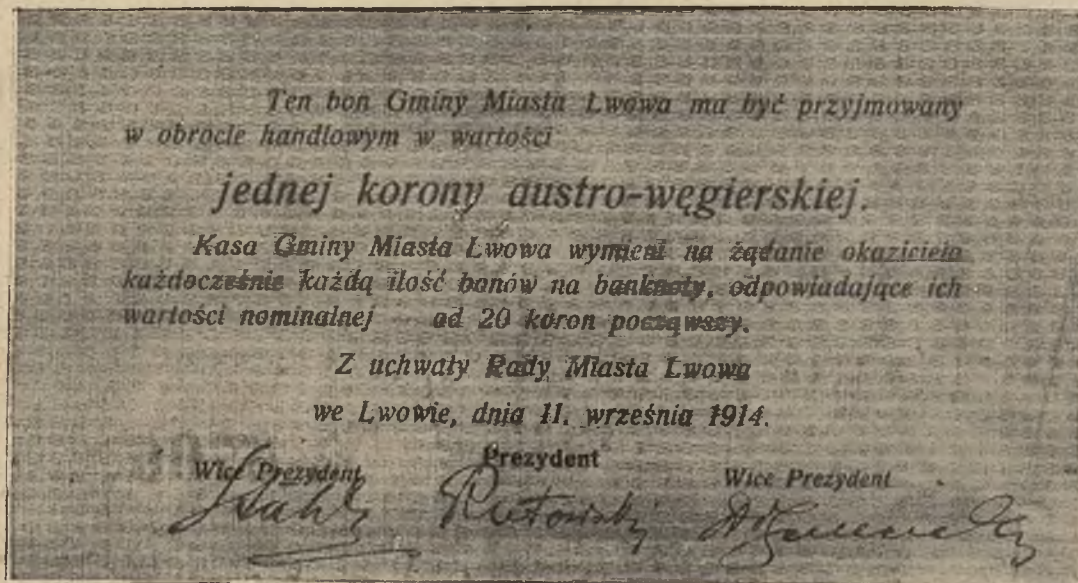 Ten bon Gminy Miasta Lwowa ma być przyjmowany
w obrocie handlowym w wartości
jednej korony austro-węgierskiej.
Kasa Gminy Miasta Lwowa wymieni na żądanie okaziciela
każdocześnie każdą ilość bonów na banknoty, odpowiadające ich
wartości nominalnej — od 20 koron począwszy.
Z uchwały Rady Miasta Lwowa
we Lwowie, dnia 11. września 1914.
Wice Prezydent Prezydent Wice Prezydent
Stahl Rutowski